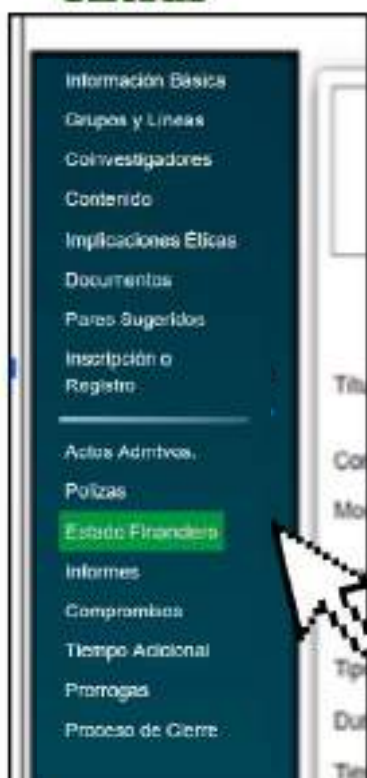 Información Básica
Grupos y Líneas
Coinvestigadores
Contenido
Implicaciones Éticas
Documentos
Pares Sugeridos
Inscripción o
Registro
Actos Admtvos.
Polizas
Estado Financiero
Informes
Compromisos
Tiempo Adicional
Prorrogas
Proceso de Cierre